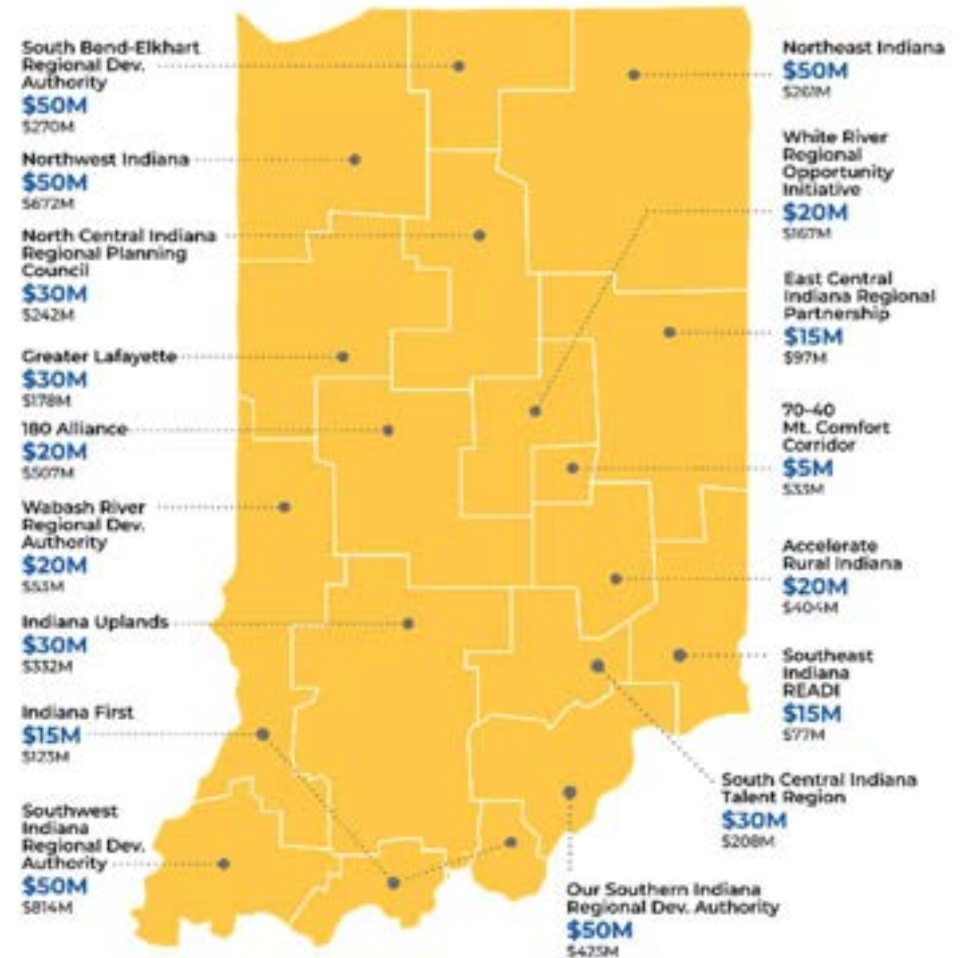 South Bend-Elkhart
Regional Dev.
Authority
$50M
$270M
Northwest Indiana
$50M
$672M
North Central Indiana
Regional Planning
Council
$30M
$242M
Greater Lafayette
$30M
$178M
180 Alliance
$20M
$507M
Wabash River
Regional Dev.
Authority
$20M
$53M
Indiana Uplands
$30M
$332M
Indiana First
$15M
$123M
Southwest
Indiana
Regional Dev.
Authority
$50M
$814M
Northeast Indiana
$50M
$261M
White River
Regional
Opportunity
Initiative
$20M
$167M
East Central
Indiana Regional
Partnership
$15M
$97M
70-40
Mt. Comfort
Corridor
$5M
$33M
Accelerate
Rural Indiana
$20M
$404M
Southeast
Indiana
READI
$15M
$77M
South Central Indiana
Talent Region
$30M
$208M
Our Southern Indiana
Regional Dev. Authority
$50M
$425M